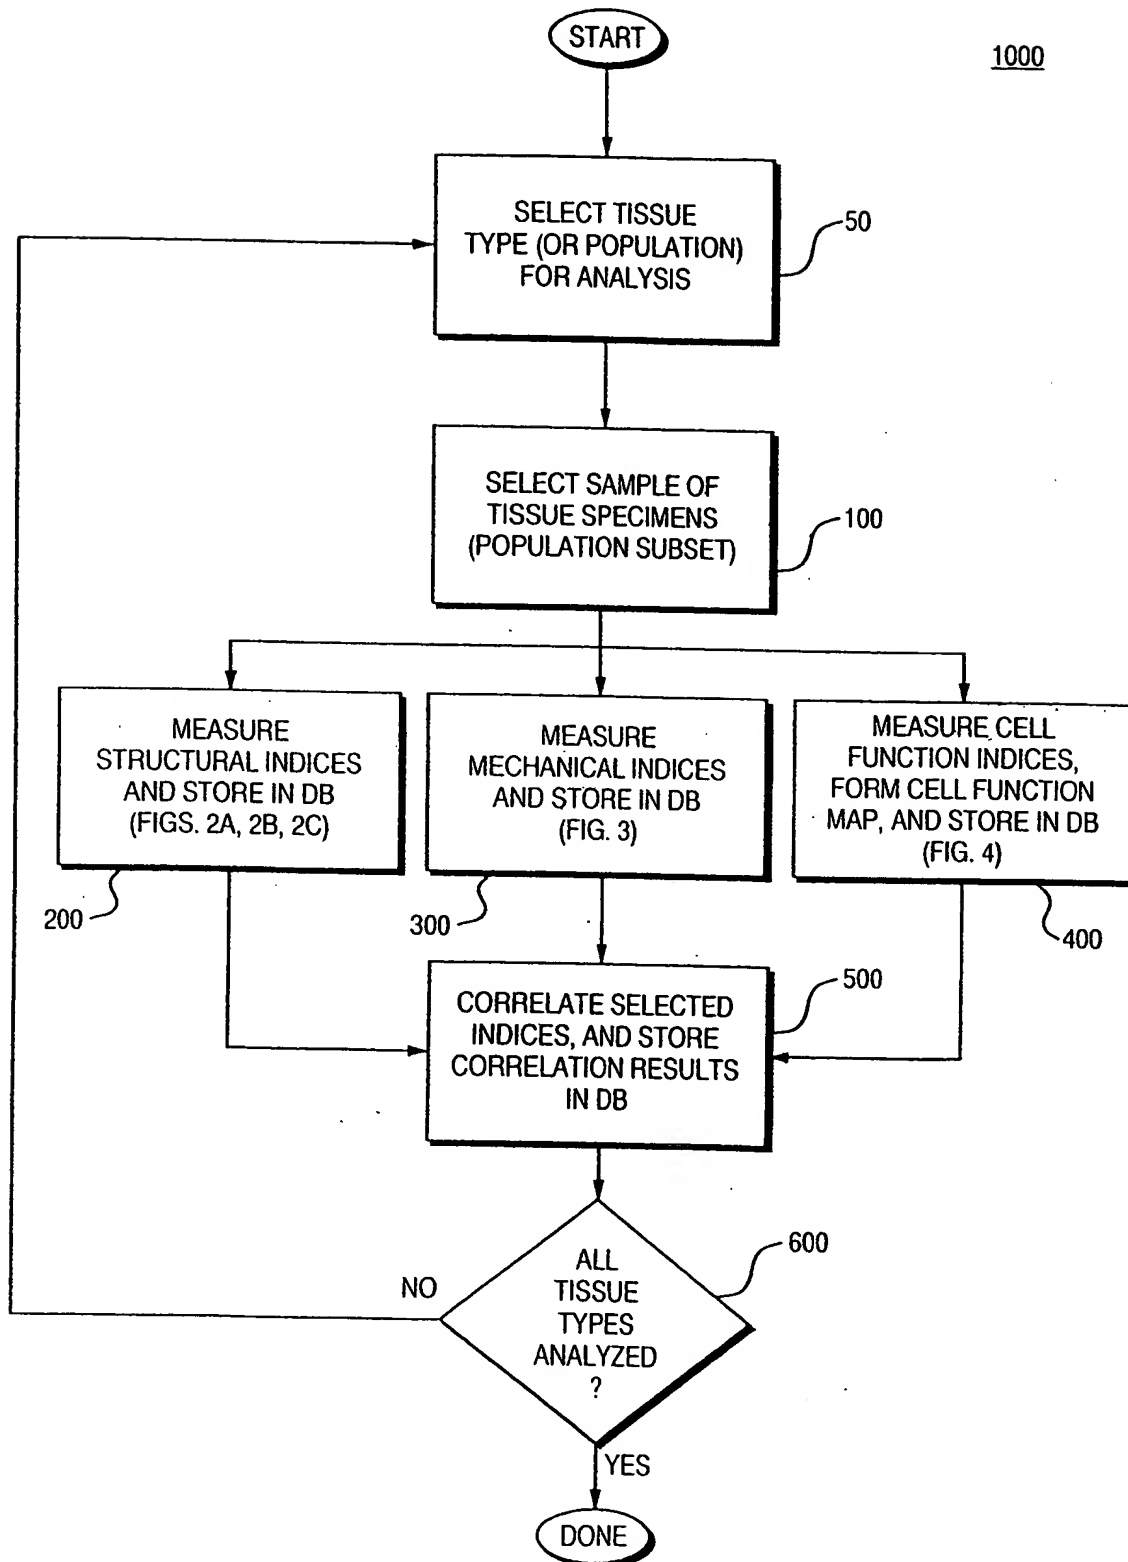 START
1000
SELECT TISSUE
TYPE (OR POPULATION)
FOR ANALYSIS
50
SELECT SAMPLE OF
TISSUE SPECIMENS
(POPULATION SUBSET)
100
MEASURE
STRUCTURAL INDICES
AND STORE IN DB
(FIGS. 2A, 2B, 2C)
200
MEASURE
MECHANICAL INDICES
AND STORE IN DB
(FIG. 3)
300
MEASURE CELL
FUNCTION INDICES,
FORM CELL FUNCTION
MAP, AND STORE IN DB
(FIG. 4)
400
CORRELATE SELECTED
INDICES, AND STORE
CORRELATION RESULTS
IN DB
500
ALL
TISSUE
TYPES
ANALYZED
?
600
NO
YES
DONE